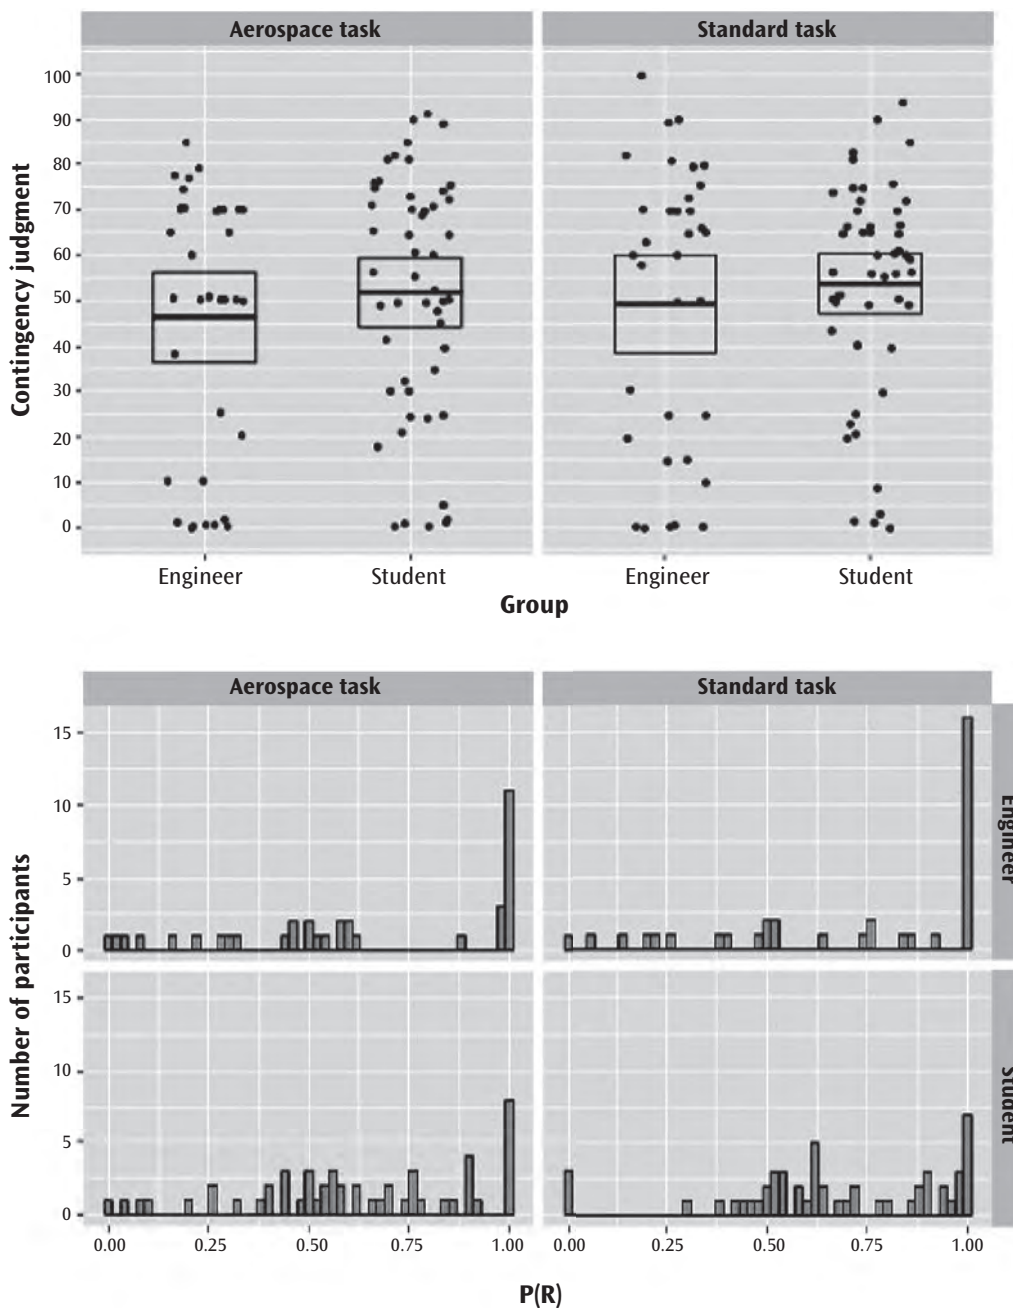 Aerospace task Standard task
Contingency judgment
100
90
80
70
60
50
40
30
20
10
0
Engineer Student Engineer Student
Group
Aerospace task Standard task
Number of participants
15
10
5
0
Engineer
15
10
5
0
Student
0.00 0.25 0.50 0.75 1.00 0.00 0.25 0.50 0.75 1.00
P(R)